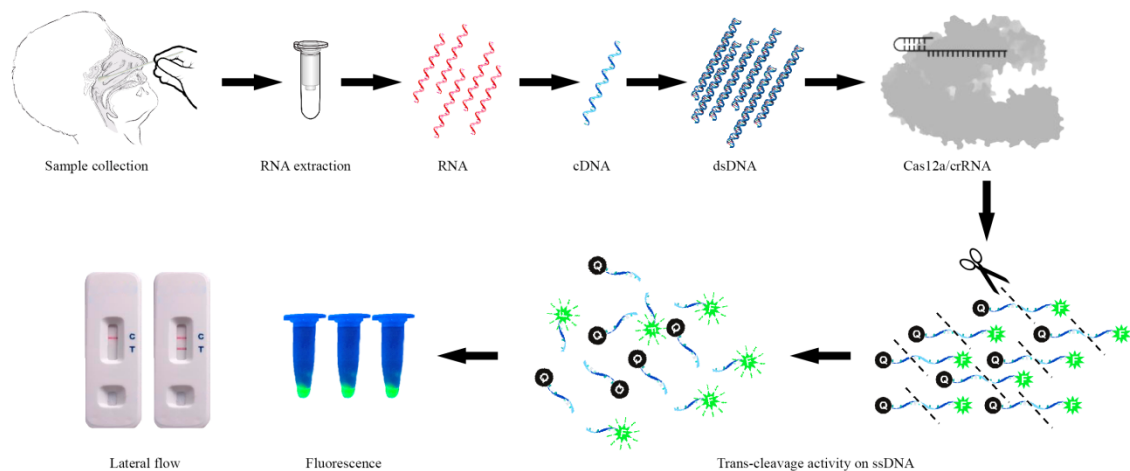 Sample collection
RNA extraction
RNA
cDNA
dsDNA
Cas12a/crRNA
C
T
C
T
Q
Q
F
F
F
Q
Q
F
F
Q
Q
F
Q
F
F
Q
F
Q
F
Q
F
Q
F
Q
F
Q
F
Q
F
Q
F
Lateral flow
Fluorescence
Trans-cleavage activity on ssDNA